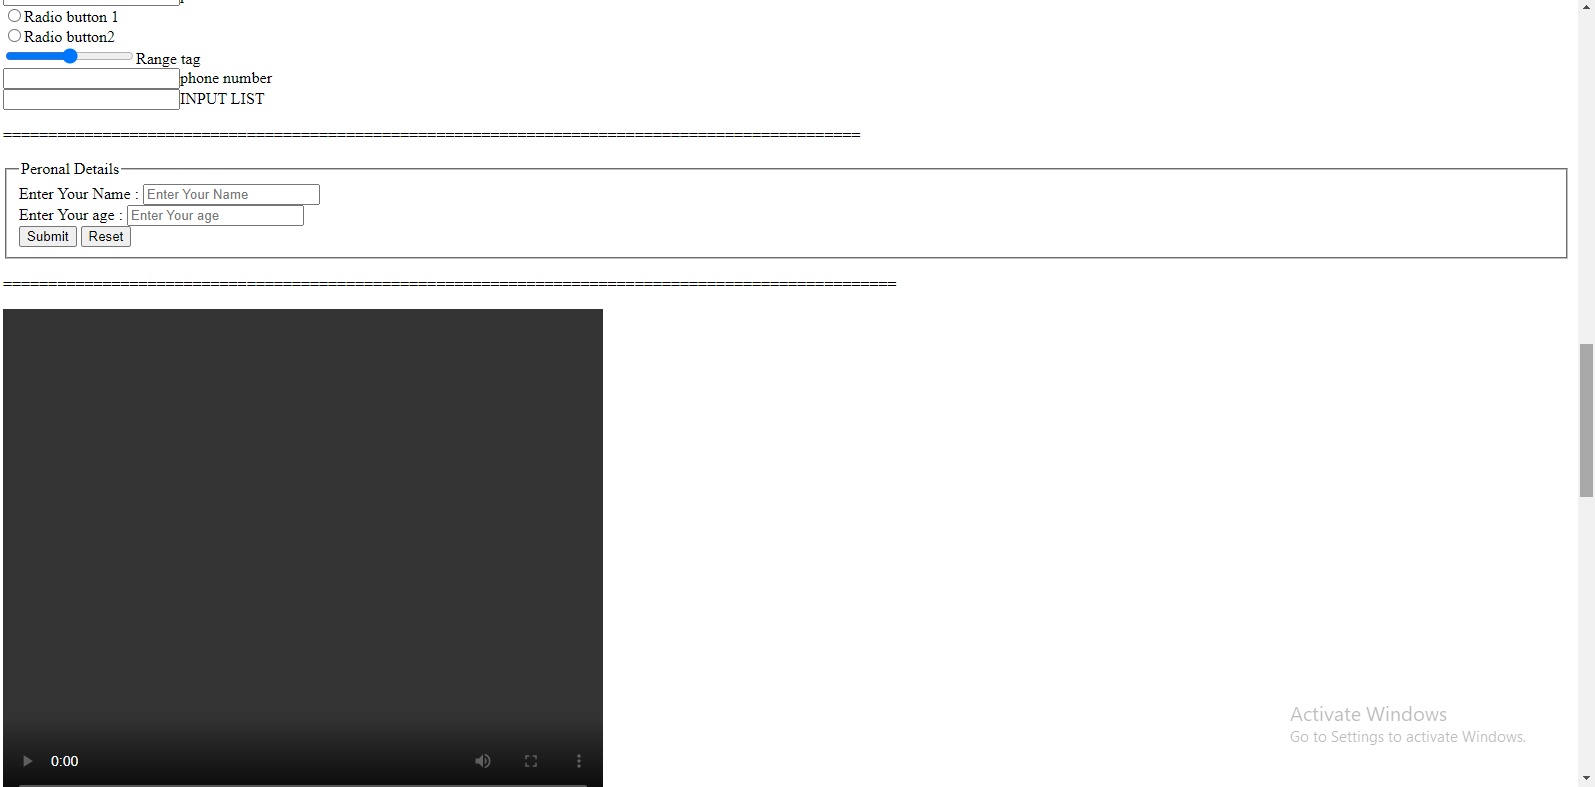 Radio button 1
Radio button2
Range tag
phone number
INPUT LIST
===============================================================================================
Peronal Details
Enter Your Name : Enter Your Name
Enter Your age : Enter Your age
Submit Reset
===================================================================================================
0:00
Activate Windows
Go to Settings to activate Windows.